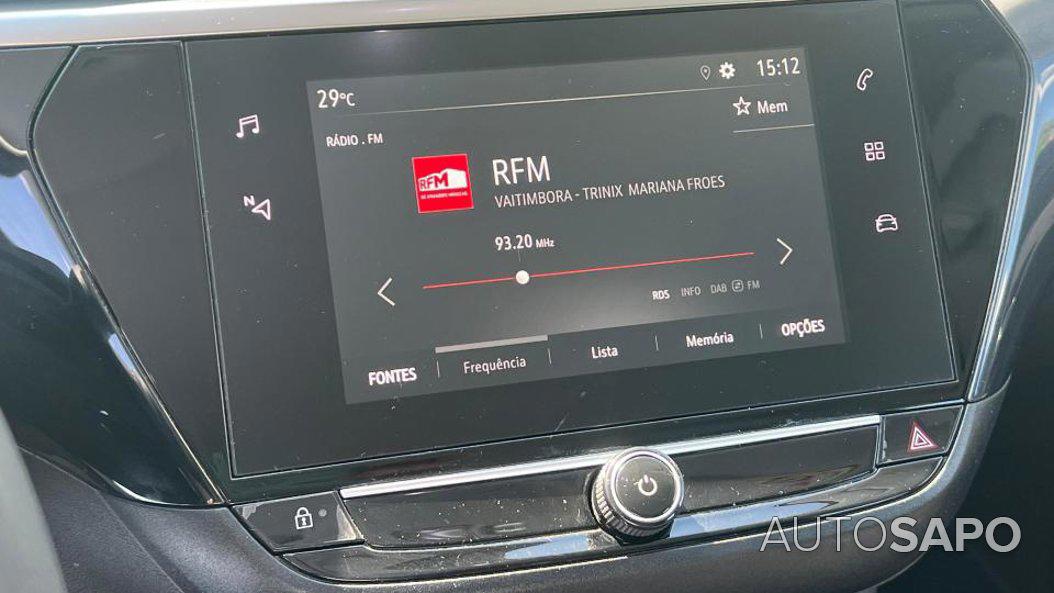 29°C
15:12
Mem
RÁDIO . FM
RFM
RFM
VAITIMBORA - TRINIX MARIANA FROES
93.20 MHz
RDS INFO DAB FM
FONTES Frequência Lista Memória OPÇÕES
N
AUTOSAPO